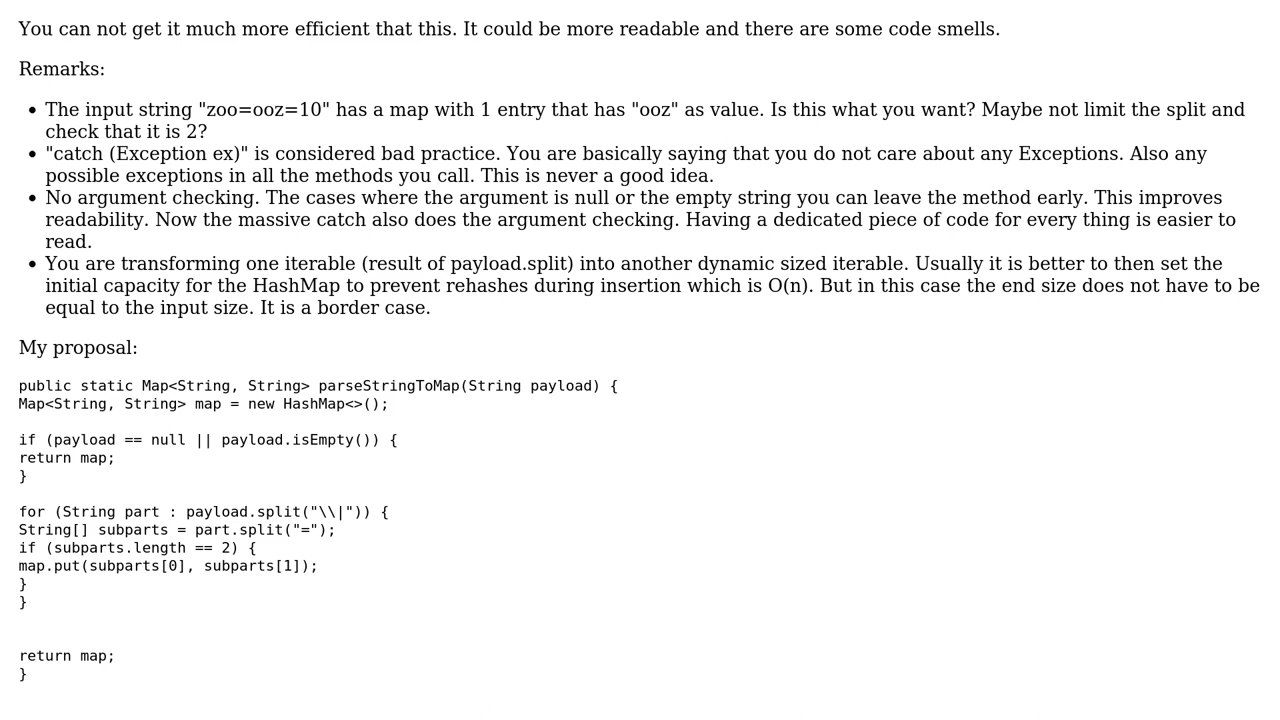 You can not get it much more efficient that this. It could be more readable and there are some code smells.
Remarks:
• The input string "zoo=ooz=10" has a map with 1 entry that has "ooz" as value. Is this what you want? Maybe not limit the split and
check that it is 2?
• "catch (Exception ex)" is considered bad practice. You are basically saying that you do not care about any Exceptions. Also any
possible exceptions in all the methods you call. This is never a good idea.
• No argument checking. The cases where the argument is null or the empty string you can leave the method early. This improves
readability. Now the massive catch also does the argument checking. Having a dedicated piece of code for every thing is easier to
read.
• You are transforming one iterable (result of payload.split) into another dynamic sized iterable. Usually it is better to then set the
initial capacity for the HashMap to prevent rehashes during insertion which is O(n). But in this case the end size does not have to be
equal to the input size. It is a border case.
My proposal:
public static Map<String, String> parseStringToMap(String payload) {
Map<String, String> map = new HashMap<>();
if (payload == null || payload.isEmpty()) {
return map;
}
for (String part : payload.split("\\|")) {
String[] subparts = part.split("=");
if (subparts.length == 2) {
map.put(subparts[0], subparts[1]);
}
}
return map;
}